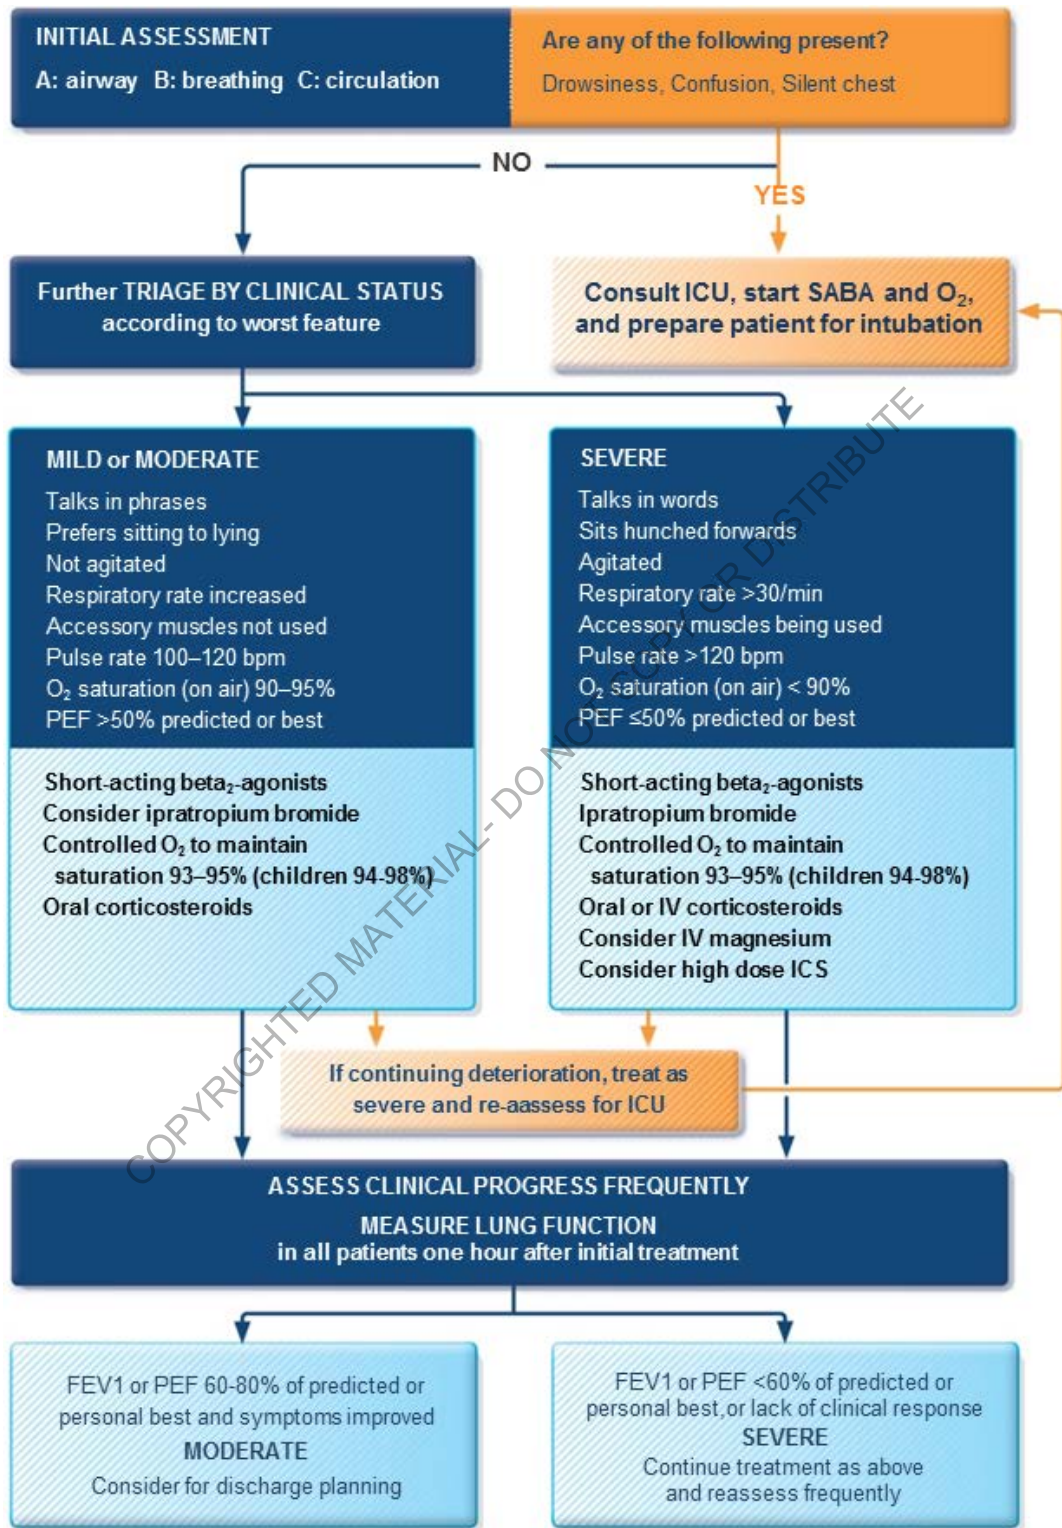 INITIAL ASSESSMENT
A: airway B: breathing C: circulation
Are any of the following present?
Drowsiness, Confusion, Silent chest
NO
YES
Further TRIAGE BY CLINICAL STATUS
according to worst feature
Consult ICU, start SABA and O₂,
and prepare patient for intubation
MILD or MODERATE
Talks in phrases
Prefers sitting to lying
Not agitated
Respiratory rate increased
Accessory muscles not used
Pulse rate 100–120 bpm
O₂ saturation (on air) 90–95%
PEF >50% predicted or best
SEVERE
Talks in words
Sits hunched forwards
Agitated
Respiratory rate >30/min
Accessory muscles being used
Pulse rate >120 bpm
O₂ saturation (on air) < 90%
PEF ≤50% predicted or best
Short-acting beta₂-agonists
Consider ipratropium bromide
Controlled O₂ to maintain
saturation 93–95% (children 94-98%)
Oral corticosteroids
Short-acting beta₂-agonists
Ipratropium bromide
Controlled O₂ to maintain
saturation 93–95% (children 94-98%)
Oral or IV corticosteroids
Consider IV magnesium
Consider high dose ICS
If continuing deterioration, treat as
severe and re-aassess for ICU
ASSESS CLINICAL PROGRESS FREQUENTLY
MEASURE LUNG FUNCTION
in all patients one hour after initial treatment
FEV1 or PEF 60-80% of predicted or
personal best and symptoms improved
MODERATE
Consider for discharge planning
FEV1 or PEF <60% of predicted or
personal best,or lack of clinical response
SEVERE
Continue treatment as above
and reassess frequently
COPYRIGHTED MATERIAL- DO NOT COPY OR DISTRIBUTE